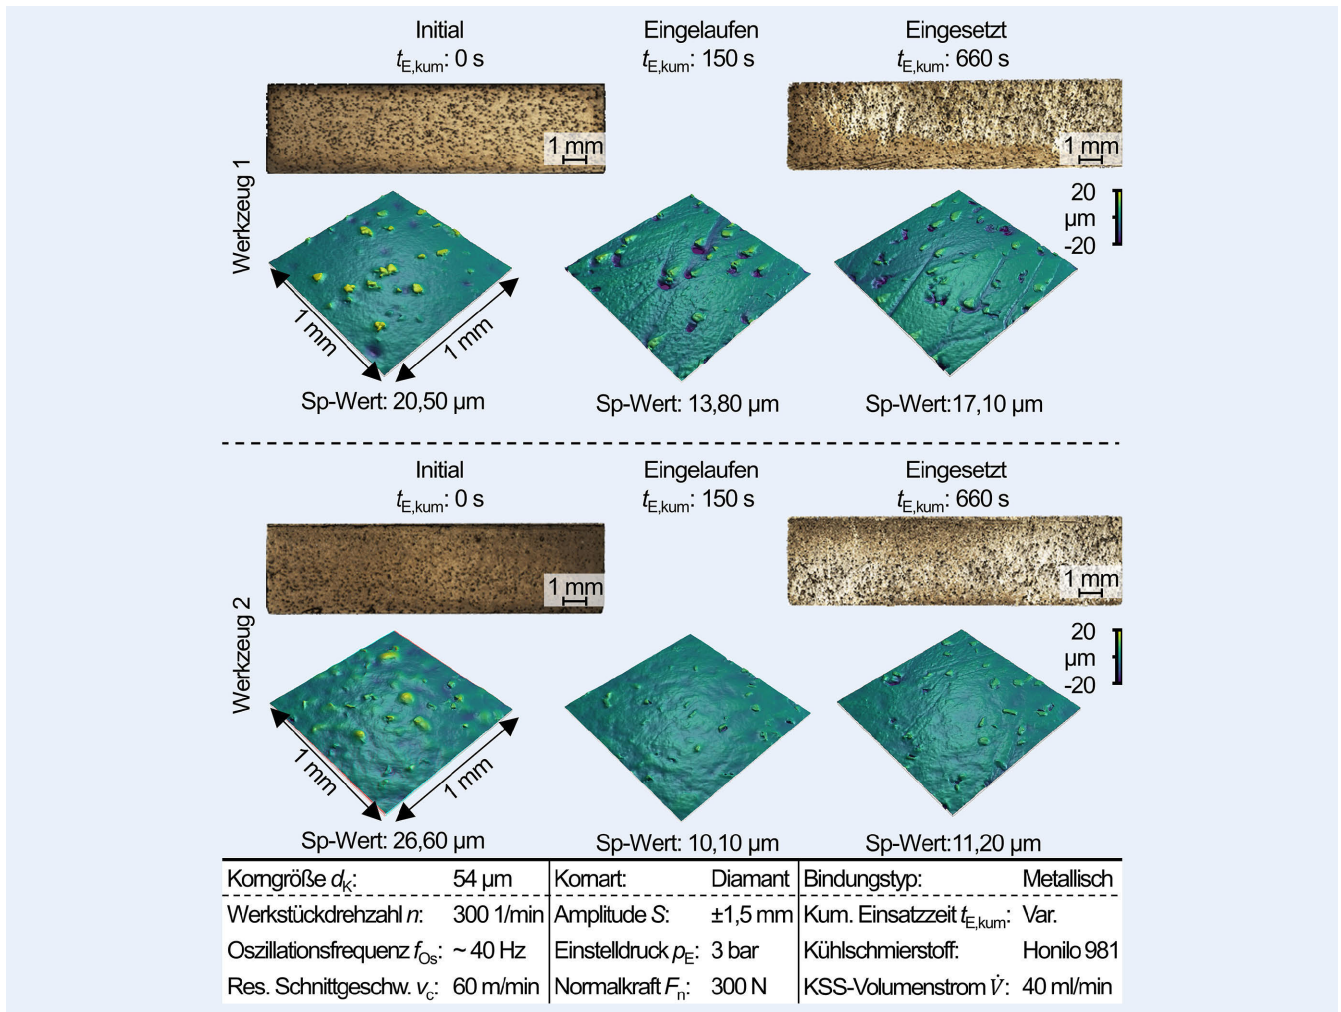 Initial Eingelaufen Eingesetzt
tE,kum: 0 s tE,kum: 150 s tE,kum: 660 s
1 mm 1 mm
Werkzeug 1
20
µm
-20
1 mm 1 mm
Sp-Wert: 20,50 µm Sp-Wert: 13,80 µm Sp-Wert:17,10 µm
Initial Eingelaufen Eingesetzt
tE,kum: 0 s tE,kum: 150 s tE,kum: 660 s
1 mm 1 mm
Werkzeug 2
20
µm
-20
1 mm 1 mm
Sp-Wert: 26,60 µm Sp-Wert: 10,10 µm Sp-Wert:11,20 µm
Korngröße dK: 54 µm Kornart: Diamant Bindungstyp: Metallisch
Werkstückdrehzahl n: 300 1/min Amplitude S: ±1,5 mm Kum. Einsatzzeit tE,kum: Var.
Oszillationsfrequenz fOs: ~ 40 Hz Einstelldruck pE: 3 bar Kühlschmierstoff: Honilo 981
Res. Schnittgeschw. vc: 60 m/min Normalkraft Fn: 300 N KSS-Volumenstrom V̇: 40 ml/min